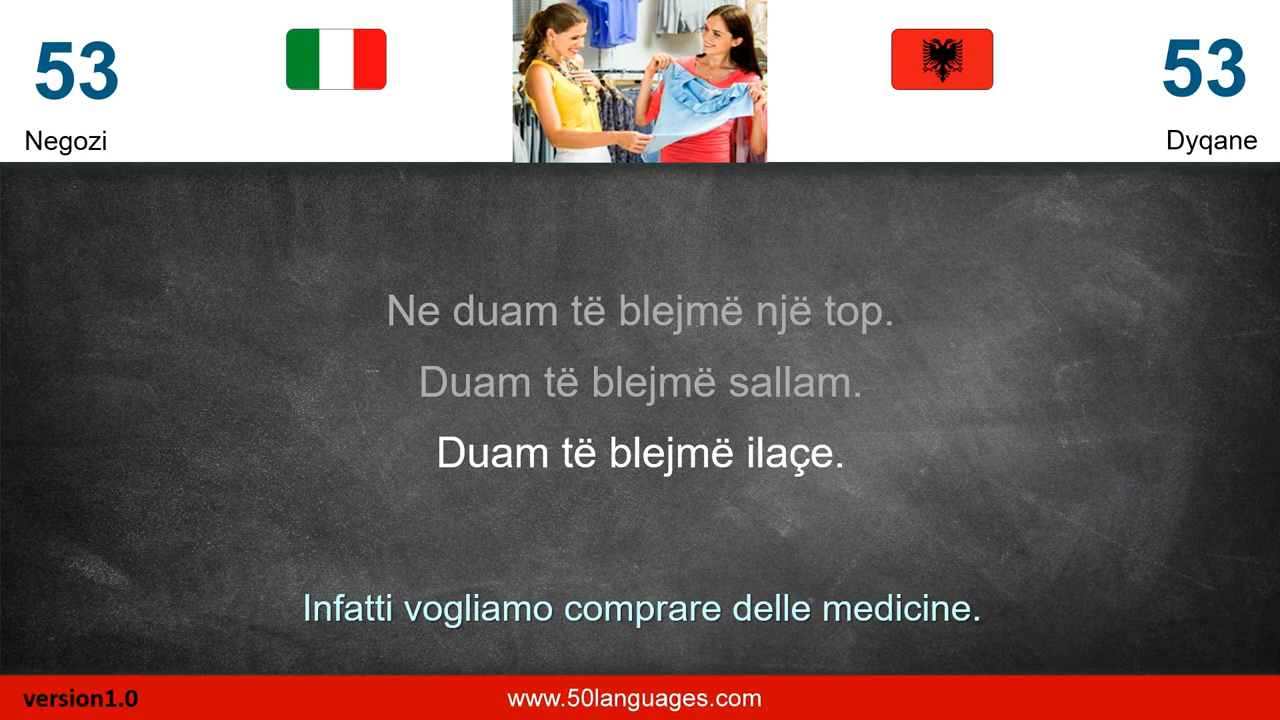 53
53
Negozi
Dyqane
Ne duam të blejmë një top.
Duam të blejmë sallam.
Duam të blejmë ilaçe.
Infatti vogliamo comprare delle medicine.
version1.0
www.50languages.com